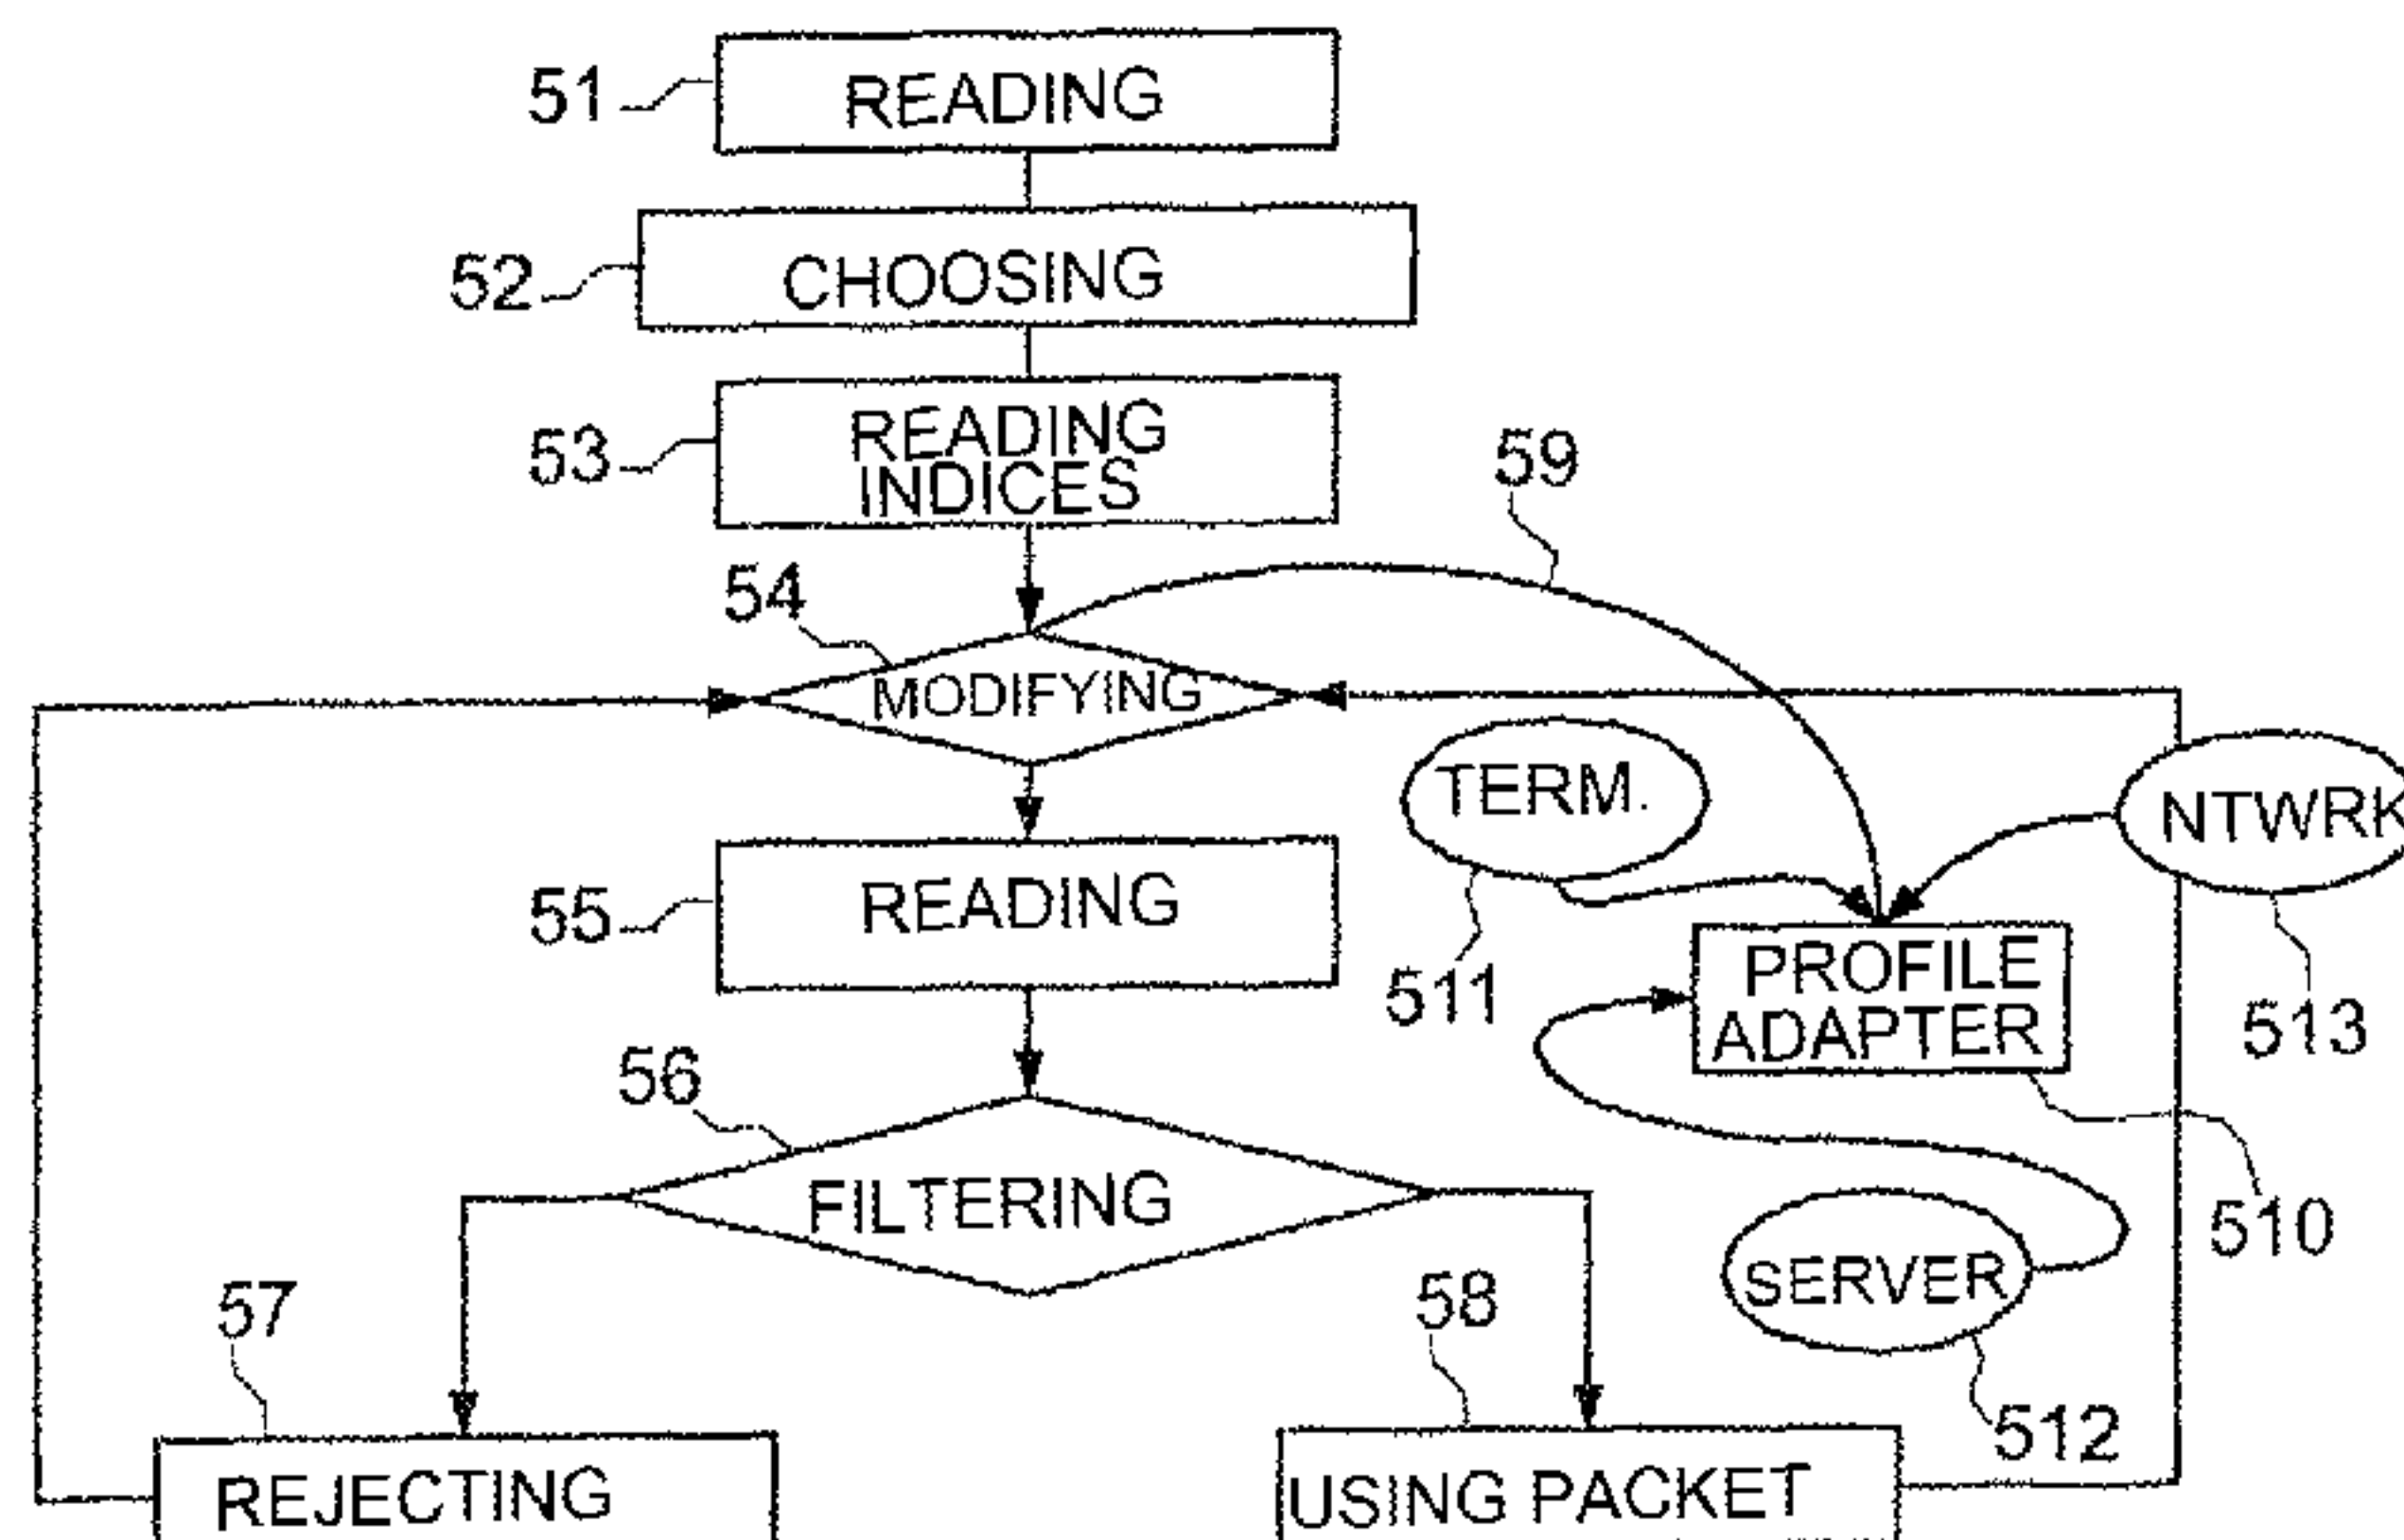 51
READING
52
CHOOSING
53
READING
INDICES
59
54
MODIFYING
TERM.
NTWRK
55
READING
511
PROFILE
ADAPTER
513
56
FILTERING
510
SERVER
57
58
512
REJECTING
USING PACKET